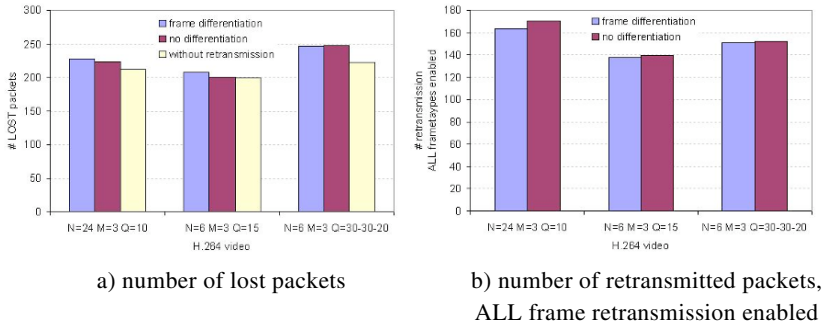 frame differentiation
no differentiation
without retransmission
# LOST packets
300
250
200
150
100
50
0
N=24 M=3 Q=10
N=6 M=3 Q=15
N=6 M=3 Q=30-30-20
H.264 video
a) number of lost packets
frame differentiation
no differentiation
# retransmission
ALL frametaypes enabled
180
160
140
120
100
80
60
40
20
0
N=24 M=3 Q=10
N=6 M=3 Q=15
N=6 M=3 Q=30-30-20
H.264 video
b) number of retransmitted packets,
ALL frame retransmission enabled